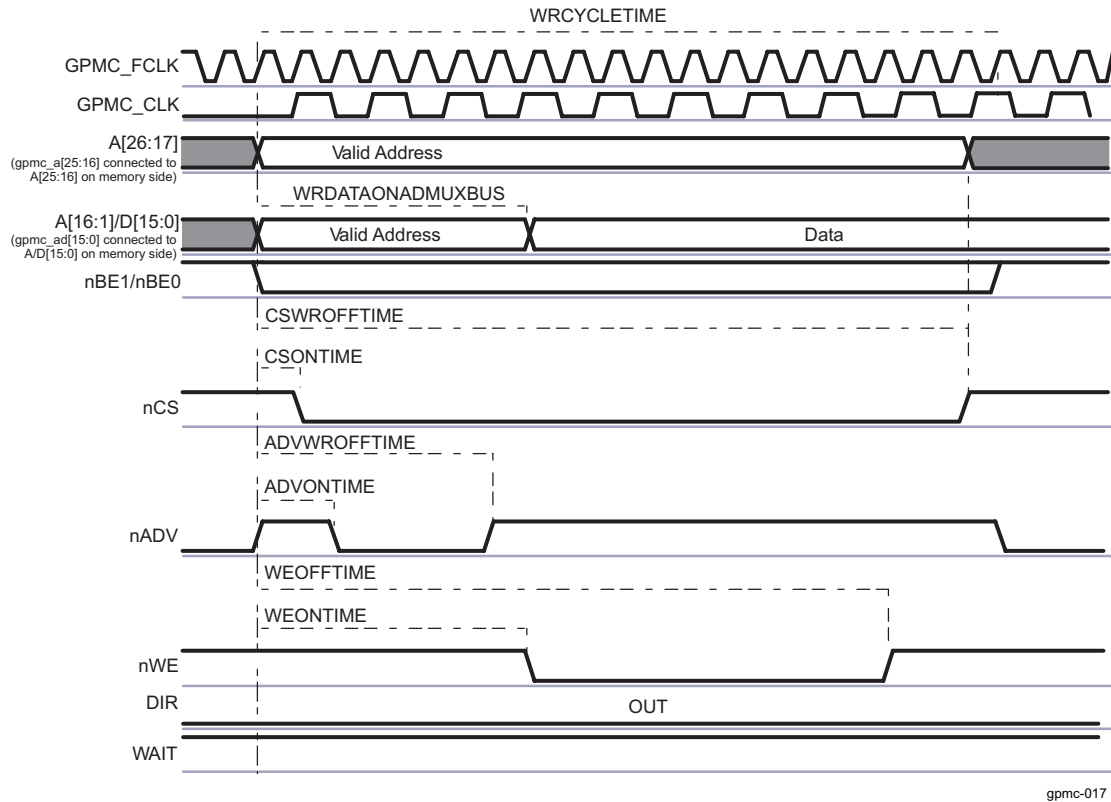 WRCYCLETIME
GPMC_FCLK
GPMC_CLK
A[26:17]
(gpmc_a[25:16] connected to
A[25:16] on memory side)
Valid Address
WRDATAONADMUXBUS
A[16:1]/D[15:0]
(gpmc_ad[15:0] connected to
A/D[15:0] on memory side)
Valid Address
Data
nBE1/nBE0
CSWROFFTIME
CSONTIME
nCS
ADVWROFFTIME
ADVONTIME
nADV
WEOFFTIME
WEONTIME
nWE
DIR
OUT
WAIT
gpmc-017